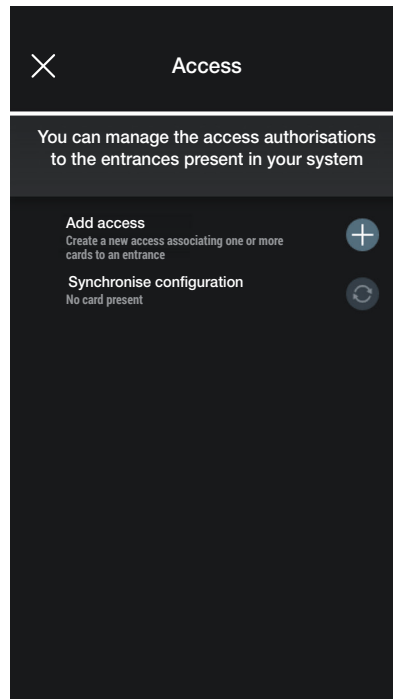 Access
You can manage the access authorisations
to the entrances present in your system
Add access
Create a new access associating one or more
cards to an entrance
Synchronise configuration
No card present